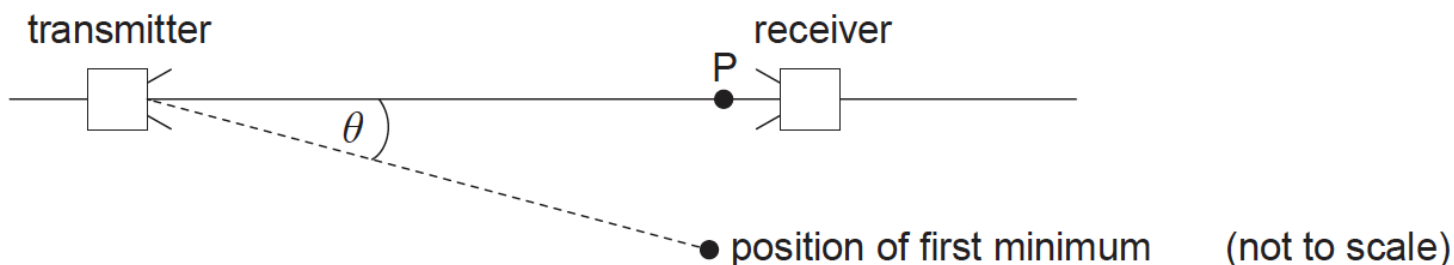 transmitter
receiver
P
θ
position of first minimum (not to scale)